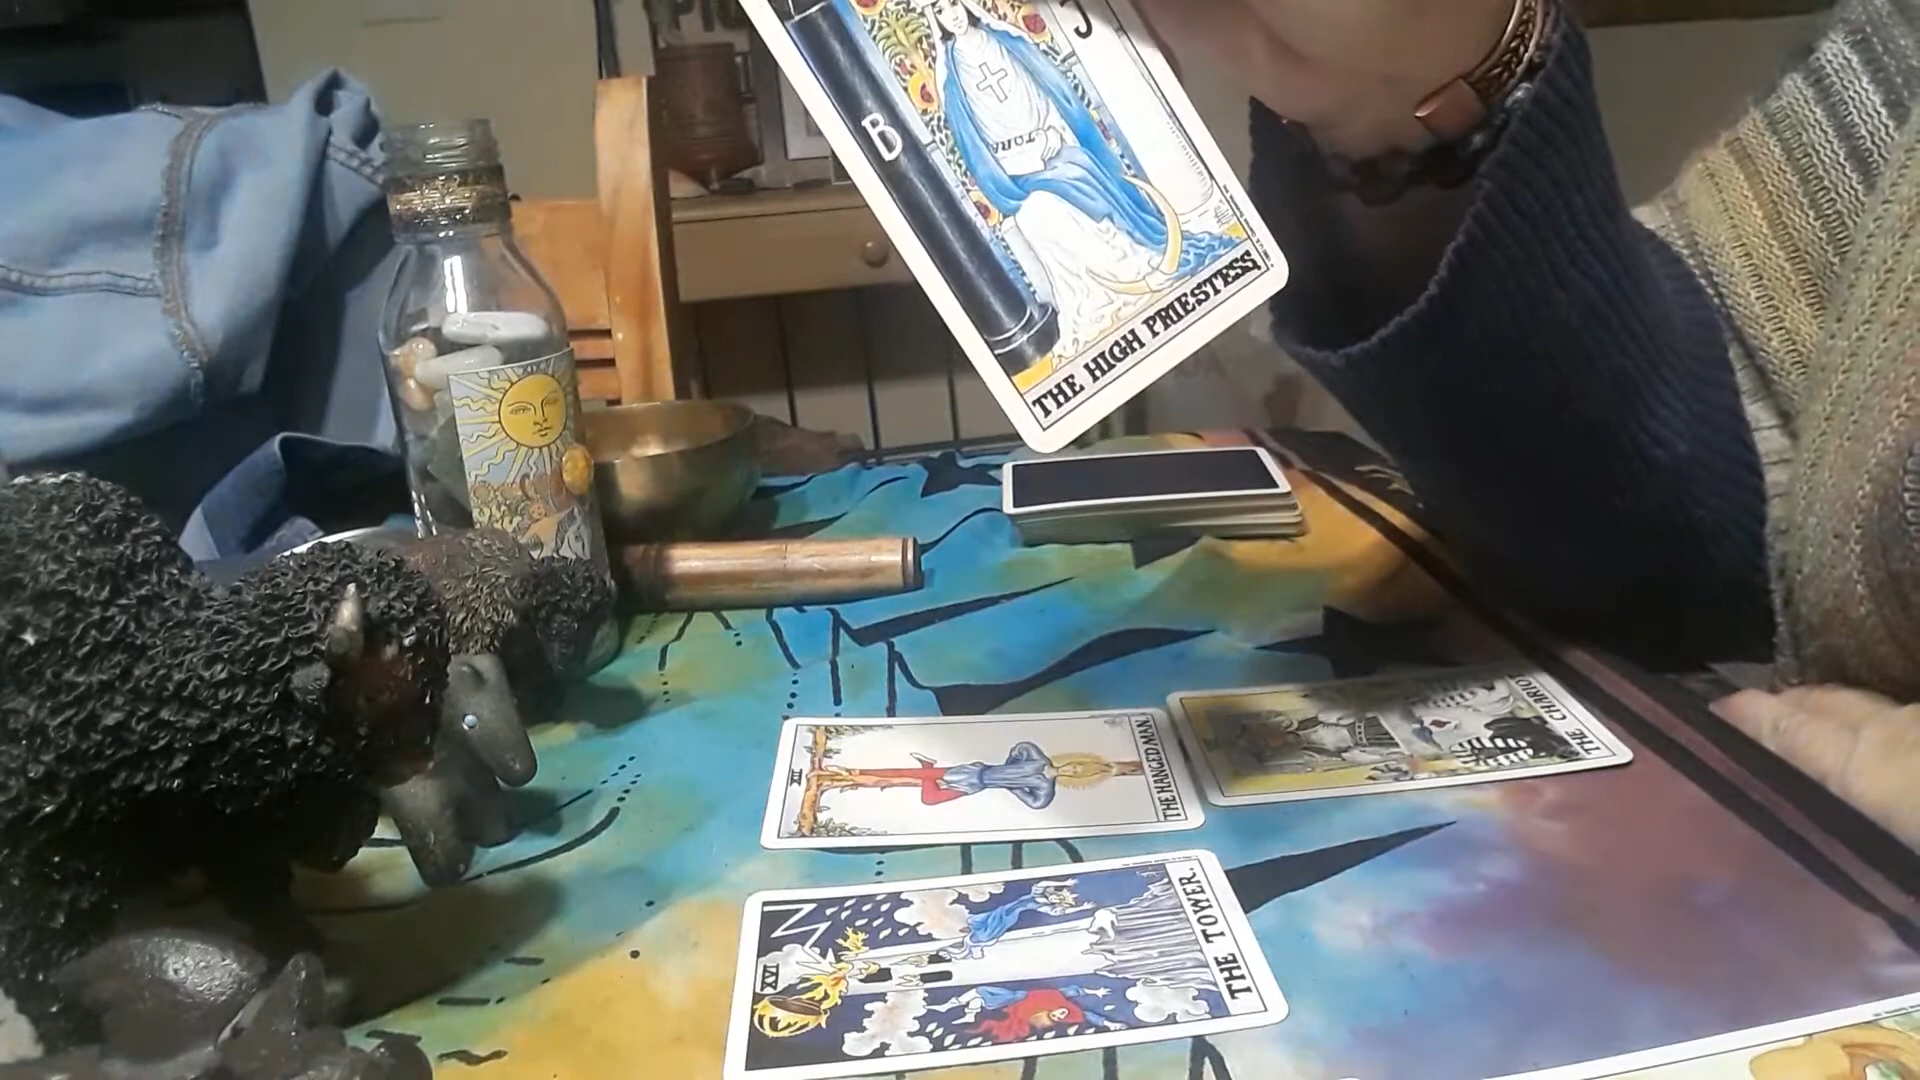 B
J
TORA
THE HIGH PRIESTESS
XII
THE HANGED MAN.
THE CHARIOT
XVI
THE TOWER.